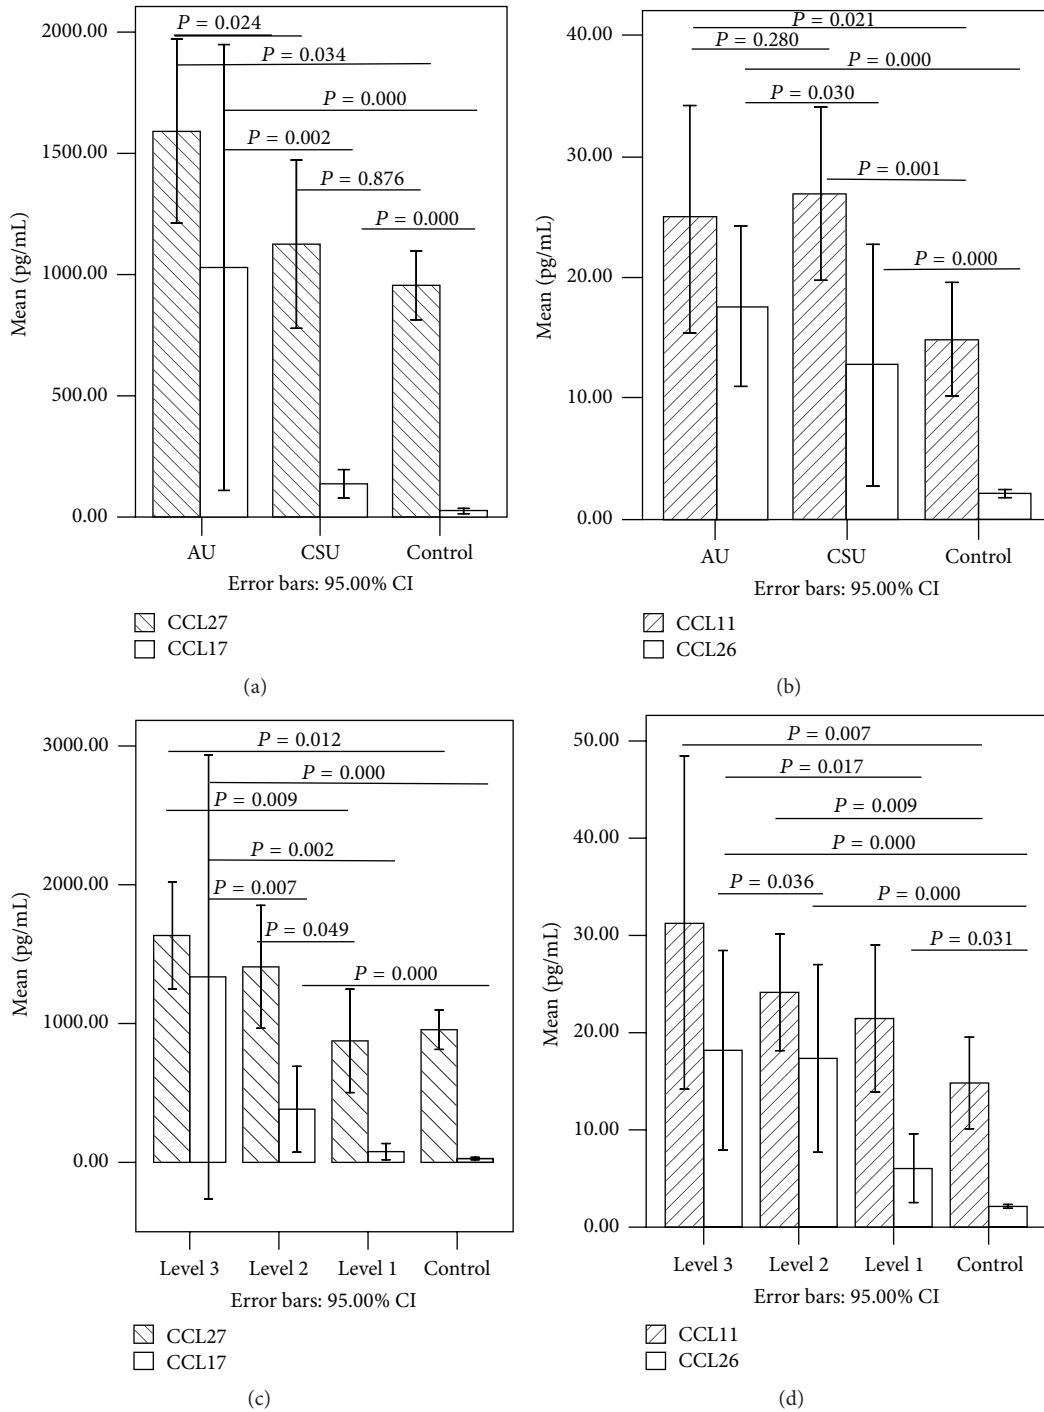 2000.00
1500.00
1000.00
500.00
0.00
Mean (pg/mL)
P = 0.024
P = 0.034
P = 0.000
P = 0.002
P = 0.876
P = 0.000
AU CSU Control
Error bars: 95.00% CI
CCL27
CCL17
(a)
40.00
30.00
20.00
10.00
0.00
Mean (pg/mL)
P = 0.021
P = 0.280
P = 0.000
P = 0.030
P = 0.001
P = 0.000
AU CSU Control
Error bars: 95.00% CI
CCL11
CCL26
(b)
3000.00
2000.00
1000.00
0.00
Mean (pg/mL)
P = 0.012
P = 0.000
P = 0.009
P = 0.002
P = 0.007
P = 0.049
P = 0.000
Level 3 Level 2 Level 1 Control
Error bars: 95.00% CI
CCL27
CCL17
(c)
50.00
40.00
30.00
20.00
10.00
0.00
Mean (pg/mL)
P = 0.007
P = 0.017
P = 0.009
P = 0.000
P = 0.036
P = 0.000
P = 0.031
Level 3 Level 2 Level 1 Control
Error bars: 95.00% CI
CCL11
CCL26
(d)